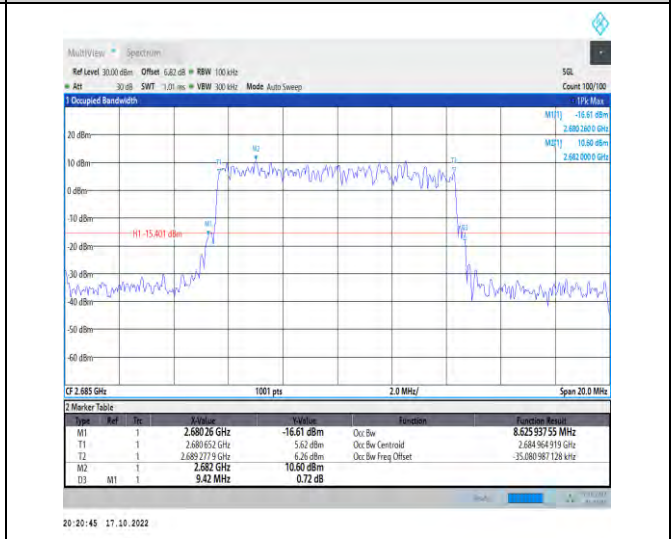 MultiView Spectrum
Ref Level 30.00 dBm Offset 6.82 dB RBW 100 kHz SGL
Att 30 dB SWT 1.01 ms VBW 300 kHz Mode Auto Sweep Count 100/100
1 Occupied Bandwidth 1Pk Max
M1[1] -16.61 dBm
2.680 260 0 GHz
M2[1] 10.60 dBm
2.682 000 0 GHz
20 dBm
M2
T1
T2
10 dBm
0 dBm
-10 dBm
M1
D3
H1 -15.401 dBm
-20 dBm
-30 dBm
-40 dBm
-50 dBm
-60 dBm
CF 2.685 GHz 1001 pts 2.0 MHz/ Span 20.0 MHz
2 Marker Table
Type Ref Trc X-Value Y-Value Function Function Result
M1 1 2.680 26 GHz -16.61 dBm Occ Bw 8.625 937 55 MHz
T1 1 2.680 652 GHz 5.62 dBm Occ Bw Centroid 2.684 964 919 GHz
T2 1 2.689 277 9 GHz 6.26 dBm Occ Bw Freq Offset -35.080 987 128 kHz
M2 1 2.682 GHz 10.60 dBm
D3 M1 1 9.42 MHz 0.72 dB
20:20:45 17.10.2022